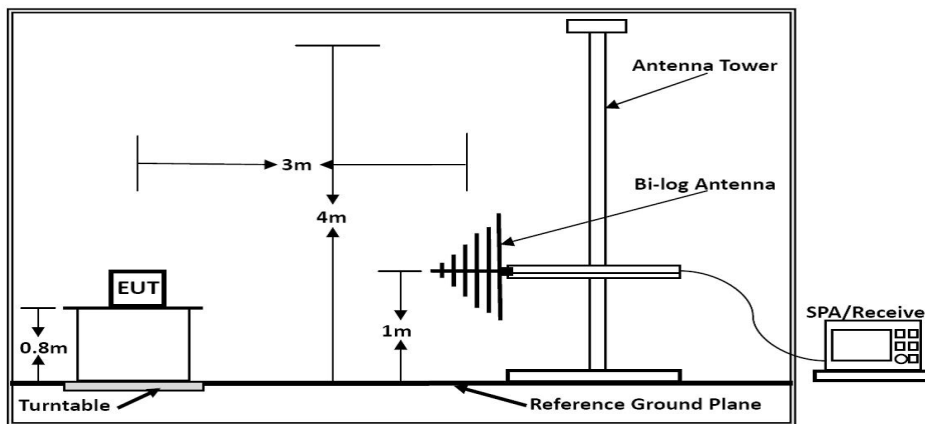 Antenna Tower
3m
Bi-log Antenna
4m
EUT
SPA/Receive
1m
0.8m
Turntable
Reference Ground Plane